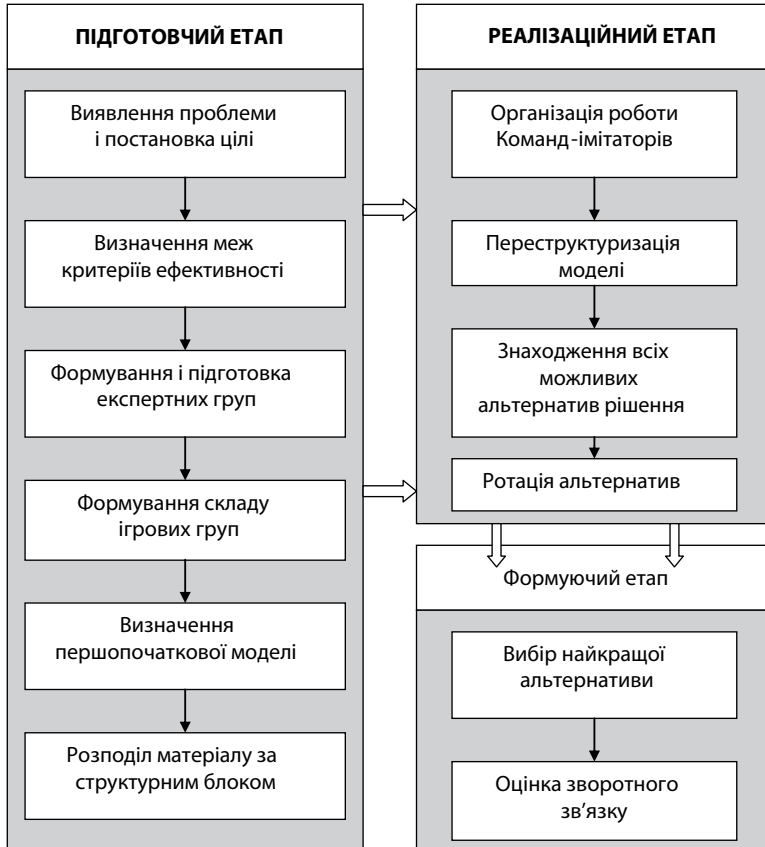 ПІДГОТОВЧИЙ ЕТАП
Виявлення проблеми
і постановка цілі
Визначення меж
критеріїв ефективності
Формування і підготовка
експертних груп
Формування складу
ігрових груп
Визначення
першопочаткової моделі
Розподіл матеріалу за
структурним блоком
РЕАЛІЗАЦІЙНИЙ ЕТАП
Організація роботи
Команд-імітаторів
Переструктуризація
моделі
Знаходження всіх
можливих
альтернатив рішення
Ротація альтернатив
Формуючий етап
Вибір найкращої
альтернативи
Оцінка зворотного
зв'язку